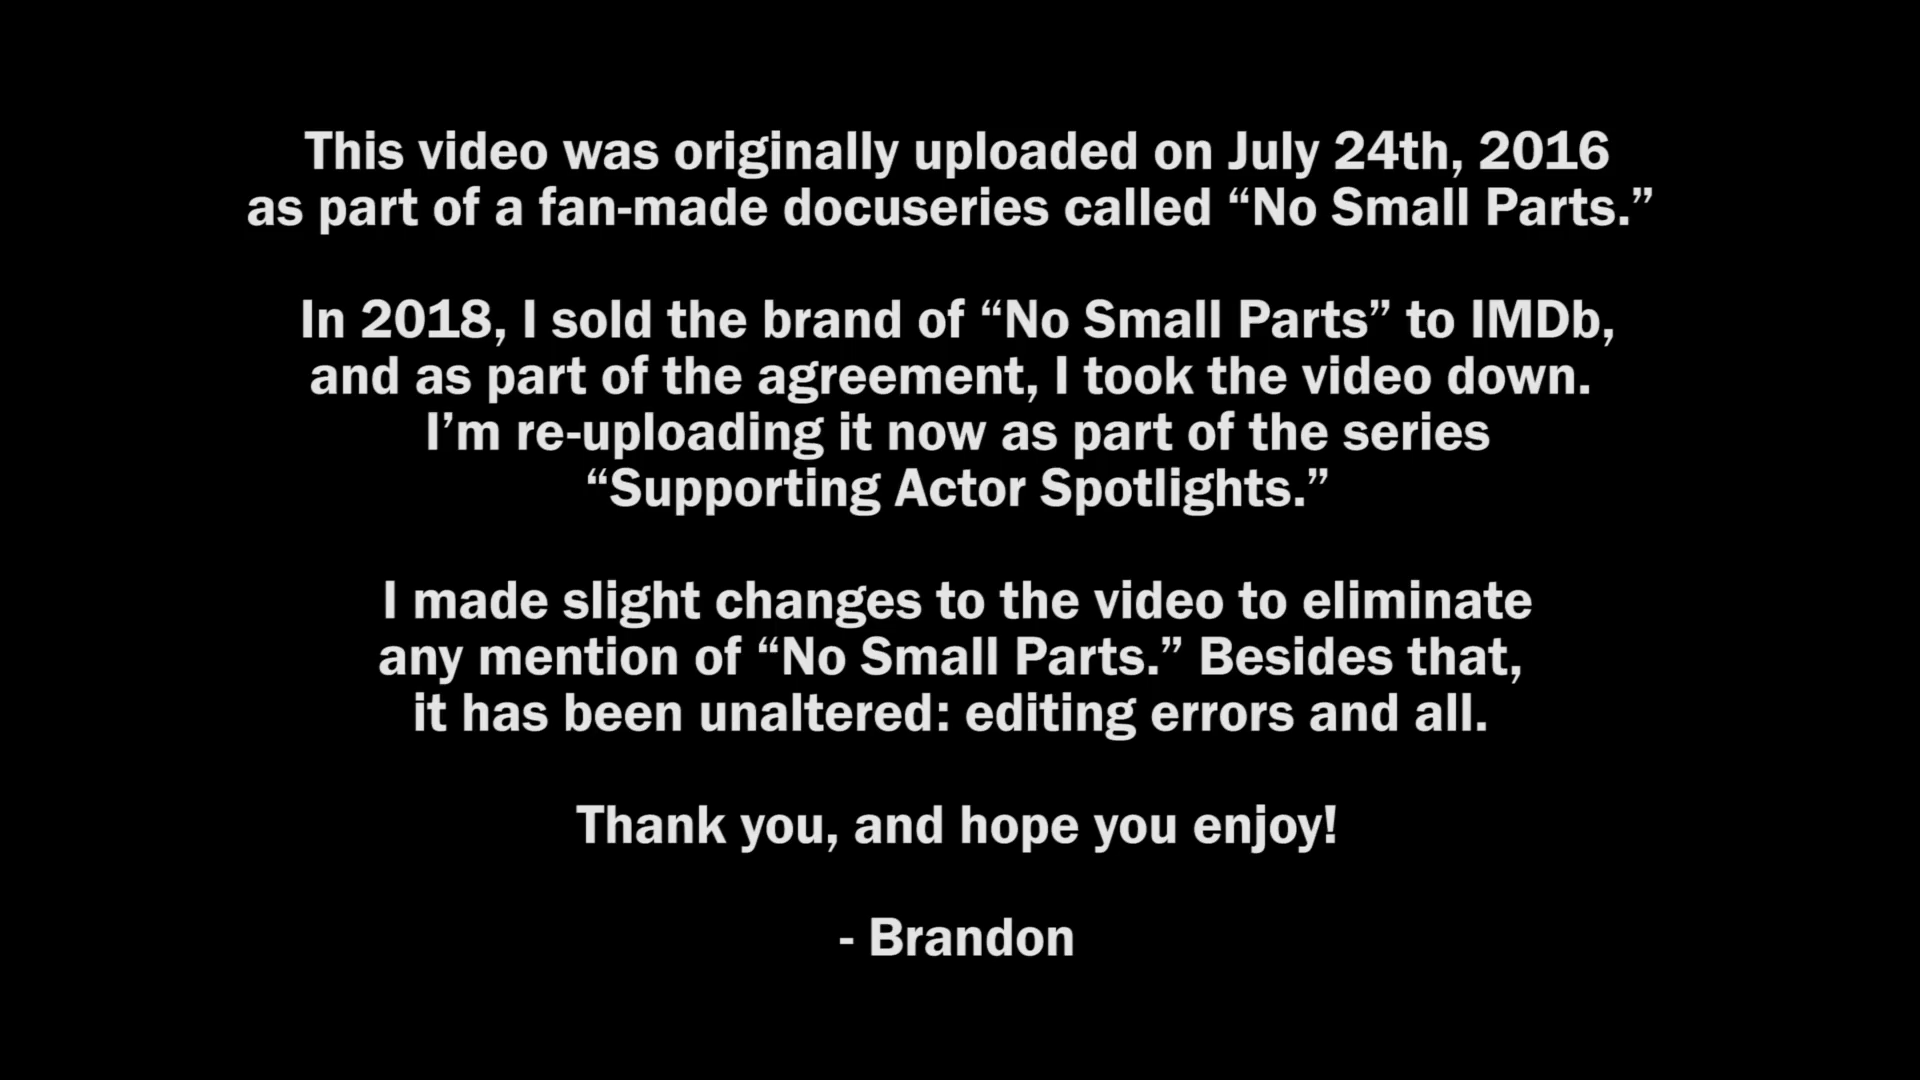 This video was originally uploaded on July 24th, 2016
as part of a fan-made docuseries called “No Small Parts.”
In 2018, I sold the brand of “No Small Parts” to IMDb,
and as part of the agreement, I took the video down.
I’m re-uploading it now as part of the series
“Supporting Actor Spotlights.”
I made slight changes to the video to eliminate
any mention of “No Small Parts.” Besides that,
it has been unaltered: editing errors and all.
Thank you, and hope you enjoy!
- Brandon